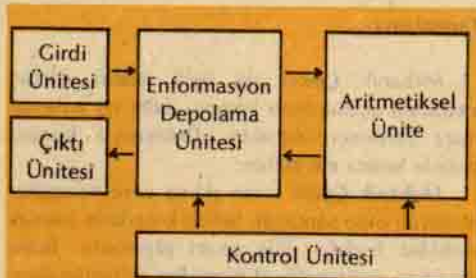 Girdi
Ünitesi
Çıktı
Ünitesi
Enformasyon
Depolama
Ünitesi
Aritmetiksel
Ünite
Kontrol Ünitesi